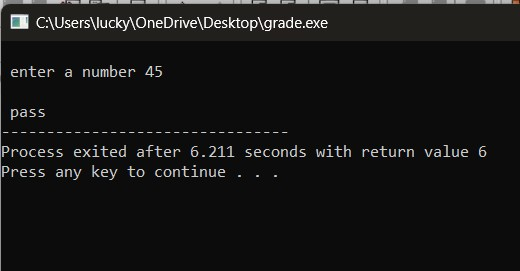 C:\Users\lucky\OneDrive\Desktop\grade.exe
enter a number 45
pass
--------------------------------
Process exited after 6.211 seconds with return value 6
Press any key to continue . . .